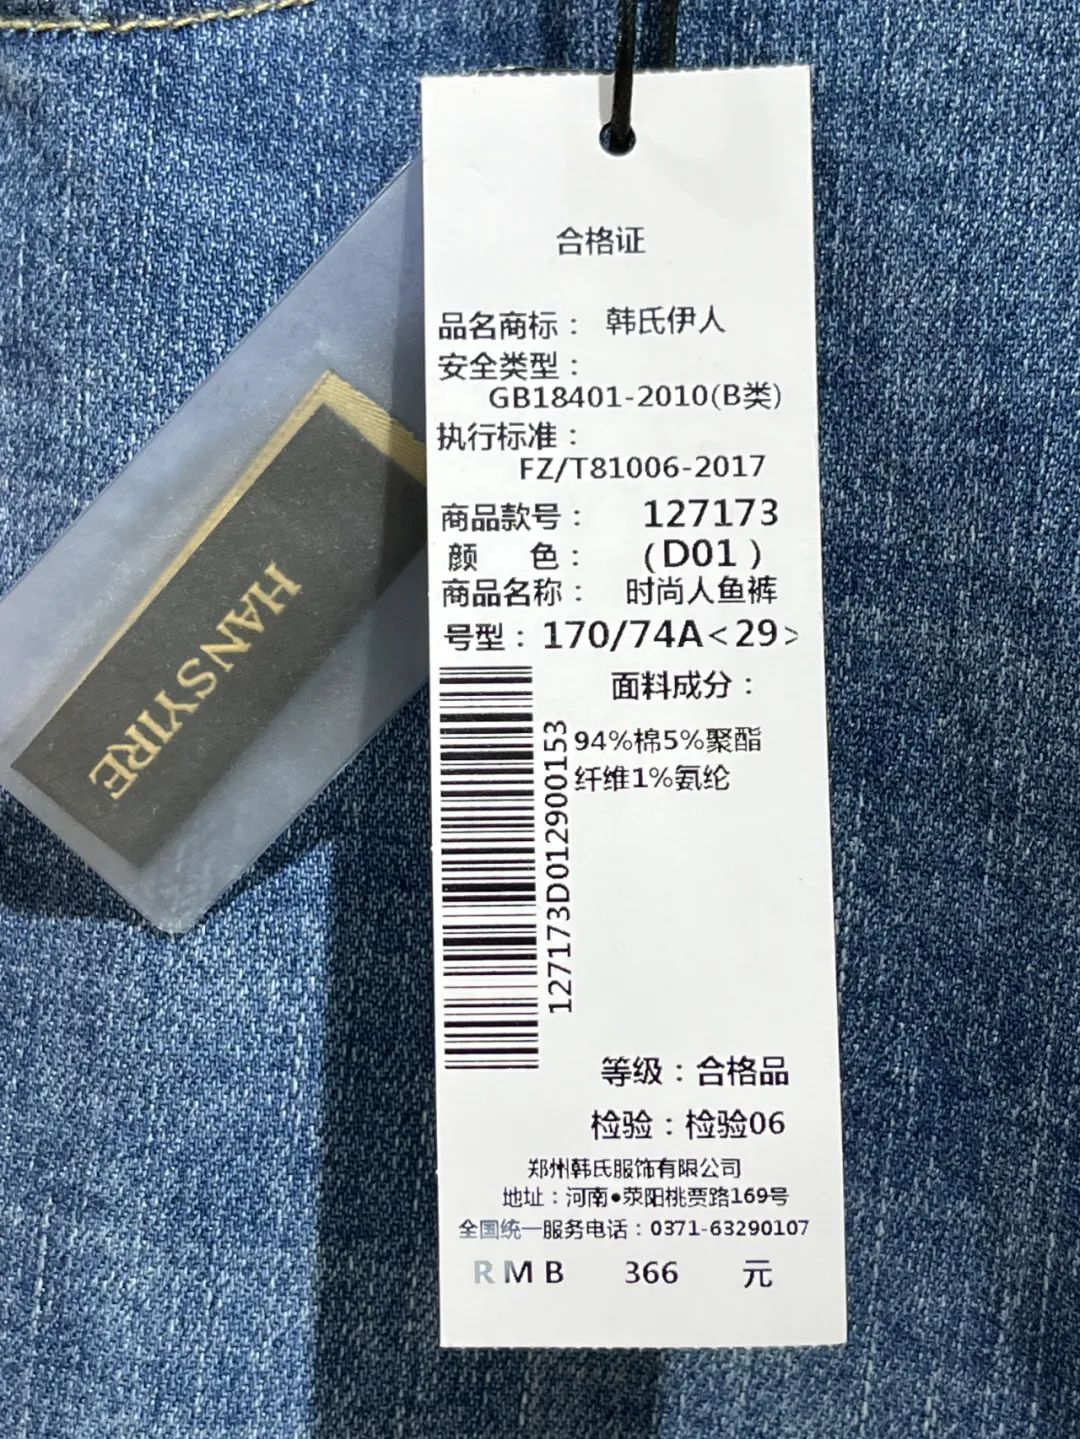 合格证
品名商标： 韩氏伊人
安全类型：
GB18401-2010(B类)
执行标准：
FZ/T81006-2017
商品款号： 127173
颜 色： （D01）
商品名称： 时尚人鱼裤
号型：170/74A<29>
面料成分：
94%棉5%聚酯
纤维1%氨纶
127173D012900153
等级：合格品
检验：检验06
郑州韩氏服饰有限公司
地址：河南●荥阳桃贾路169号
全国统一服务电话：0371-63290107
RMB 366 元
HANSYIRE